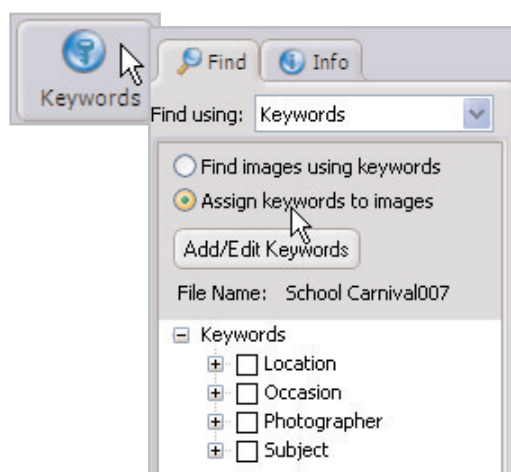 Keywords
Find Info
Find using: Keywords
Find images using keywords
Assign keywords to images
Add/Edit Keywords
File Name: School Carnival007
Keywords
Location
Occasion
Photographer
Subject